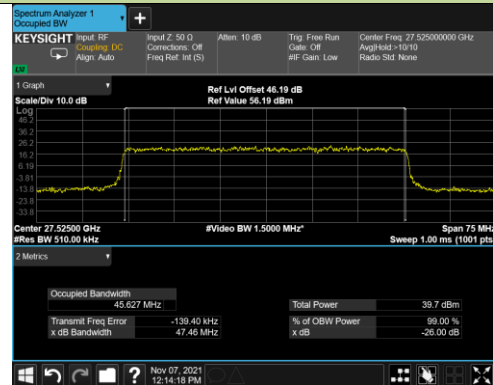 Spectrum Analyzer 1
Occupied BW
KEYSIGHT Input: RF Input Z: 50 Ω Atten: 10 dB Trig: Free Run Center Freq: 27.525000000 GHz
Coupling: DC Corrections: Off Gate: Off Avg|Hold:>10/10
Align: Auto Freq Ref: Int (S) #IF Gain: Low Radio Std: None
1 Graph
Ref Lvl Offset 46.19 dB
Scale/Div 10.0 dB Ref Value 56.19 dBm
Log
46.2
36.2
26.2
16.2
6.19
-3.81
-13.8
-23.8
-33.8
Center 27.52500 GHz #Video BW 1.5000 MHz* Span 75 MHz
#Res BW 510.00 kHz Sweep 1.00 ms (1001 pts
2 Metrics
Occupied Bandwidth
45.627 MHz Total Power 39.7 dBm
Transmit Freq Error -139.40 kHz % of OBW Power 99.00 %
x dB Bandwidth 47.46 MHz x dB -26.00 dB
? Nov 07, 2021
12:14:18 PM